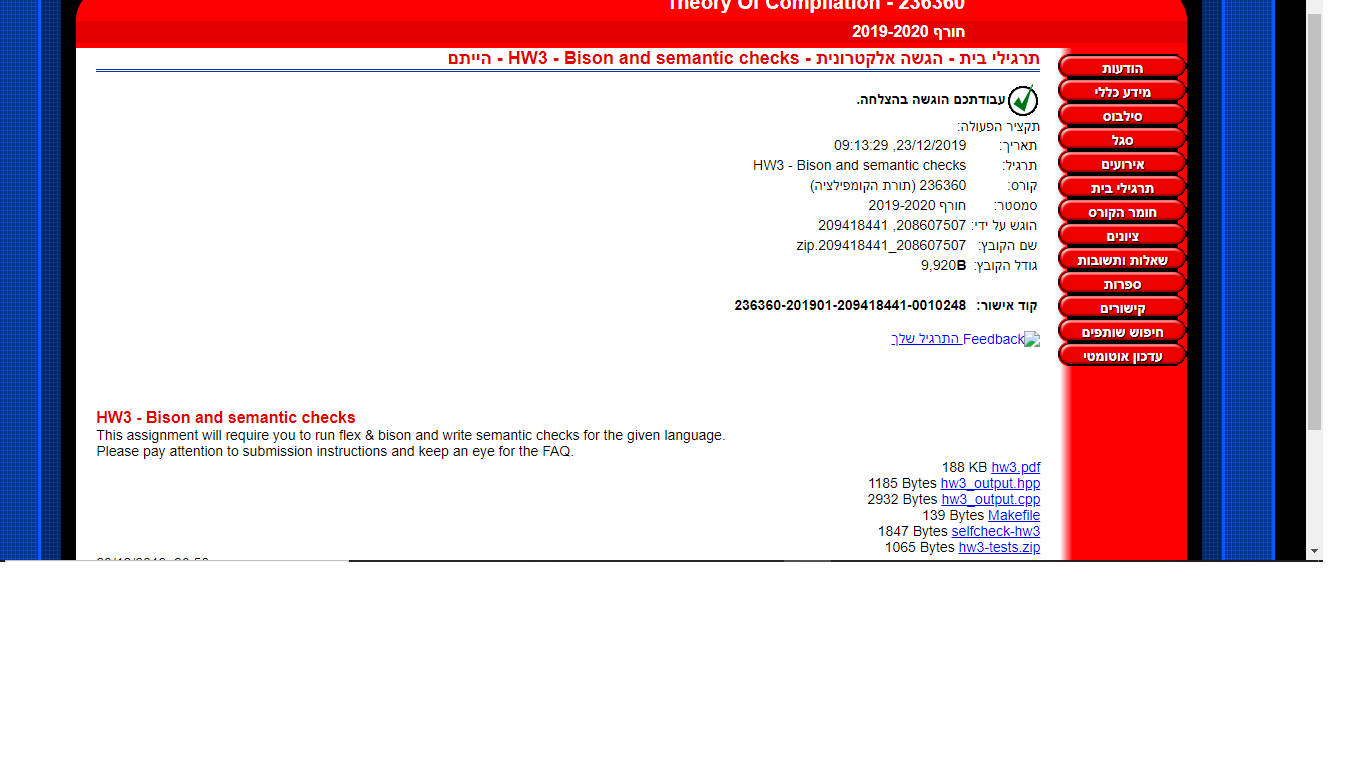 Theory Of Compilation - 236360
חורף 2019-2020
תרגילי בית - הגשה אלקטרונית - HW3 - Bison and semantic checks - הייתם
עבודתכם הוגשה בהצלחה.
תקציר הפעולה:
תאריך: 23/12/2019, 09:13:29
תרגיל: HW3 - Bison and semantic checks
קורס: 236360 (תורת הקומפילציה)
סמסטר: חורף 2019-2020
הוגש על ידי: 208607507, 209418441
שם הקובץ: 208607507_209418441.zip
גודל הקובץ: 9,920B
קוד אישור: 236360-201901-209418441-0010248
Feedback התרגיל שלך
HW3 - Bison and semantic checks
This assignment will require you to run flex & bison and write semantic checks for the given language.
Please pay attention to submission instructions and keep an eye for the FAQ.
188 KB hw3.pdf
1185 Bytes hw3_output.hpp
2932 Bytes hw3_output.cpp
139 Bytes Makefile
1847 Bytes selfcheck-hw3
1065 Bytes hw3-tests.zip
הודעות
מידע כללי
סילבוס
סגל
אירועים
תרגילי בית
חומר הקורס
ציונים
שאלות ותשובות
ספרות
קישורים
חיפוש שותפים
עדכון אוטומטי